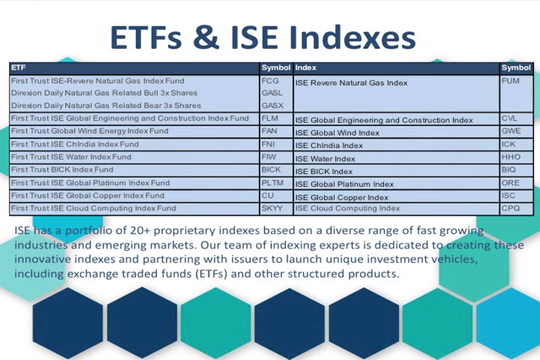 ETFs & ISE Indexes
ETF Symbol Index Symbol
First Trust ISE-Revere Natural Gas Index Fund FCG ISE Revere Natural Gas Index FUM
Direxion Daily Natural Gas Related Bull 3x Shares GASL
Direxion Daily Natural Gas Related Bear 3x Shares GASX
First Trust ISE Global Engineering and Construction Index Fund FLM ISE Global Engineering and Construction Index CVL
First Trust Global Wind Energy Index Fund FAN ISE Global Wind Index GWE
First Trust ISE ChIndia Index Fund FNI ISE ChIndia Index ICK
First Trust ISE Water Index Fund FIW ISE Water Index HHO
First Trust BICK Index Fund BICK ISE BICK Index BIQ
First Trust ISE Global Platinum Index Fund PLTM ISE Global Platinum Index ORE
First Trust ISE Global Copper Index Fund CU ISE Global Copper Index ISC
First Trust ISE Cloud Computing Index Fund SKYY ISE Cloud Computing Index CPQ
ISE has a portfolio of 20+ proprietary indexes based on a diverse range of fast growing
industries and emerging markets. Our team of indexing experts is dedicated to creating these
innovative indexes and partnering with issuers to launch unique investment vehicles,
including exchange traded funds (ETFs) and other structured products.